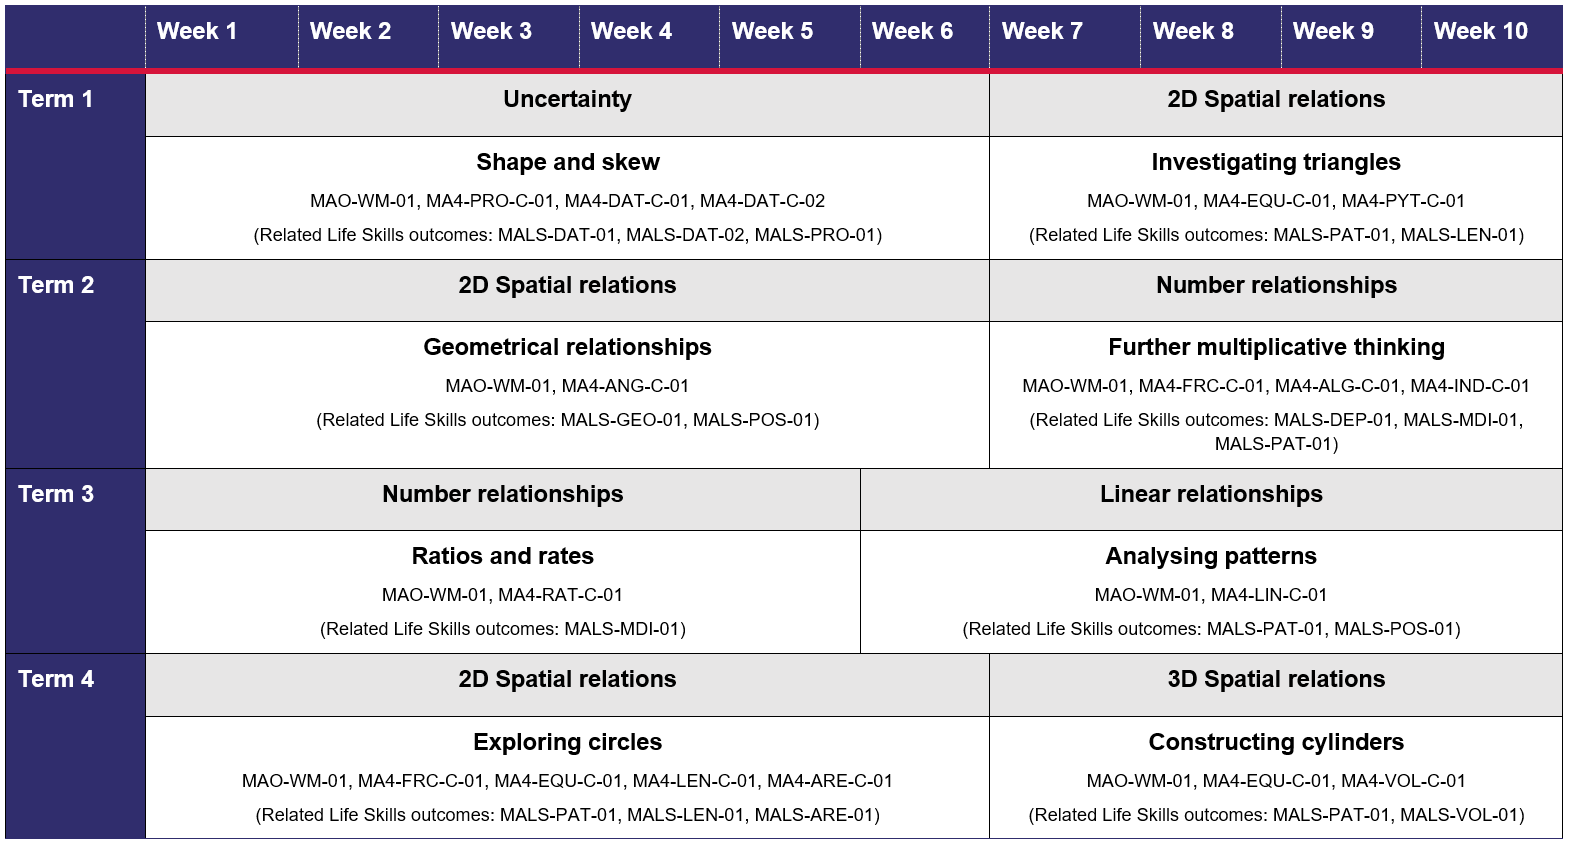 Week 1 Week 2 Week 3 Week 4 Week 5 Week 6 Week 7 Week 8 Week 9 Week 10
Term 1
Uncertainty
2D Spatial relations
Shape and skew
MAO-WM-01, MA4-PRO-C-01, MA4-DAT-C-01, MA4-DAT-C-02
(Related Life Skills outcomes: MALS-DAT-01, MALS-DAT-02, MALS-PRO-01)
Investigating triangles
MAO-WM-01, MA4-EQU-C-01, MA4-PYT-C-01
(Related Life Skills outcomes: MALS-PAT-01, MALS-LEN-01)
Term 2
2D Spatial relations
Number relationships
Geometrical relationships
MAO-WM-01, MA4-ANG-C-01
(Related Life Skills outcomes: MALS-GEO-01, MALS-POS-01)
Further multiplicative thinking
MAO-WM-01, MA4-FRC-C-01, MA4-ALG-C-01, MA4-IND-C-01
(Related Life Skills outcomes: MALS-DEP-01, MALS-MDI-01,
MALS-PAT-01)
Term 3
Number relationships
Linear relationships
Ratios and rates
MAO-WM-01, MA4-RAT-C-01
(Related Life Skills outcomes: MALS-MDI-01)
Analysing patterns
MAO-WM-01, MA4-LIN-C-01
(Related Life Skills outcomes: MALS-PAT-01, MALS-POS-01)
Term 4
2D Spatial relations
3D Spatial relations
Exploring circles
MAO-WM-01, MA4-FRC-C-01, MA4-EQU-C-01, MA4-LEN-C-01, MA4-ARE-C-01
(Related Life Skills outcomes: MALS-PAT-01, MALS-LEN-01, MALS-ARE-01)
Constructing cylinders
MAO-WM-01, MA4-EQU-C-01, MA4-VOL-C-01
(Related Life Skills outcomes: MALS-PAT-01, MALS-VOL-01)